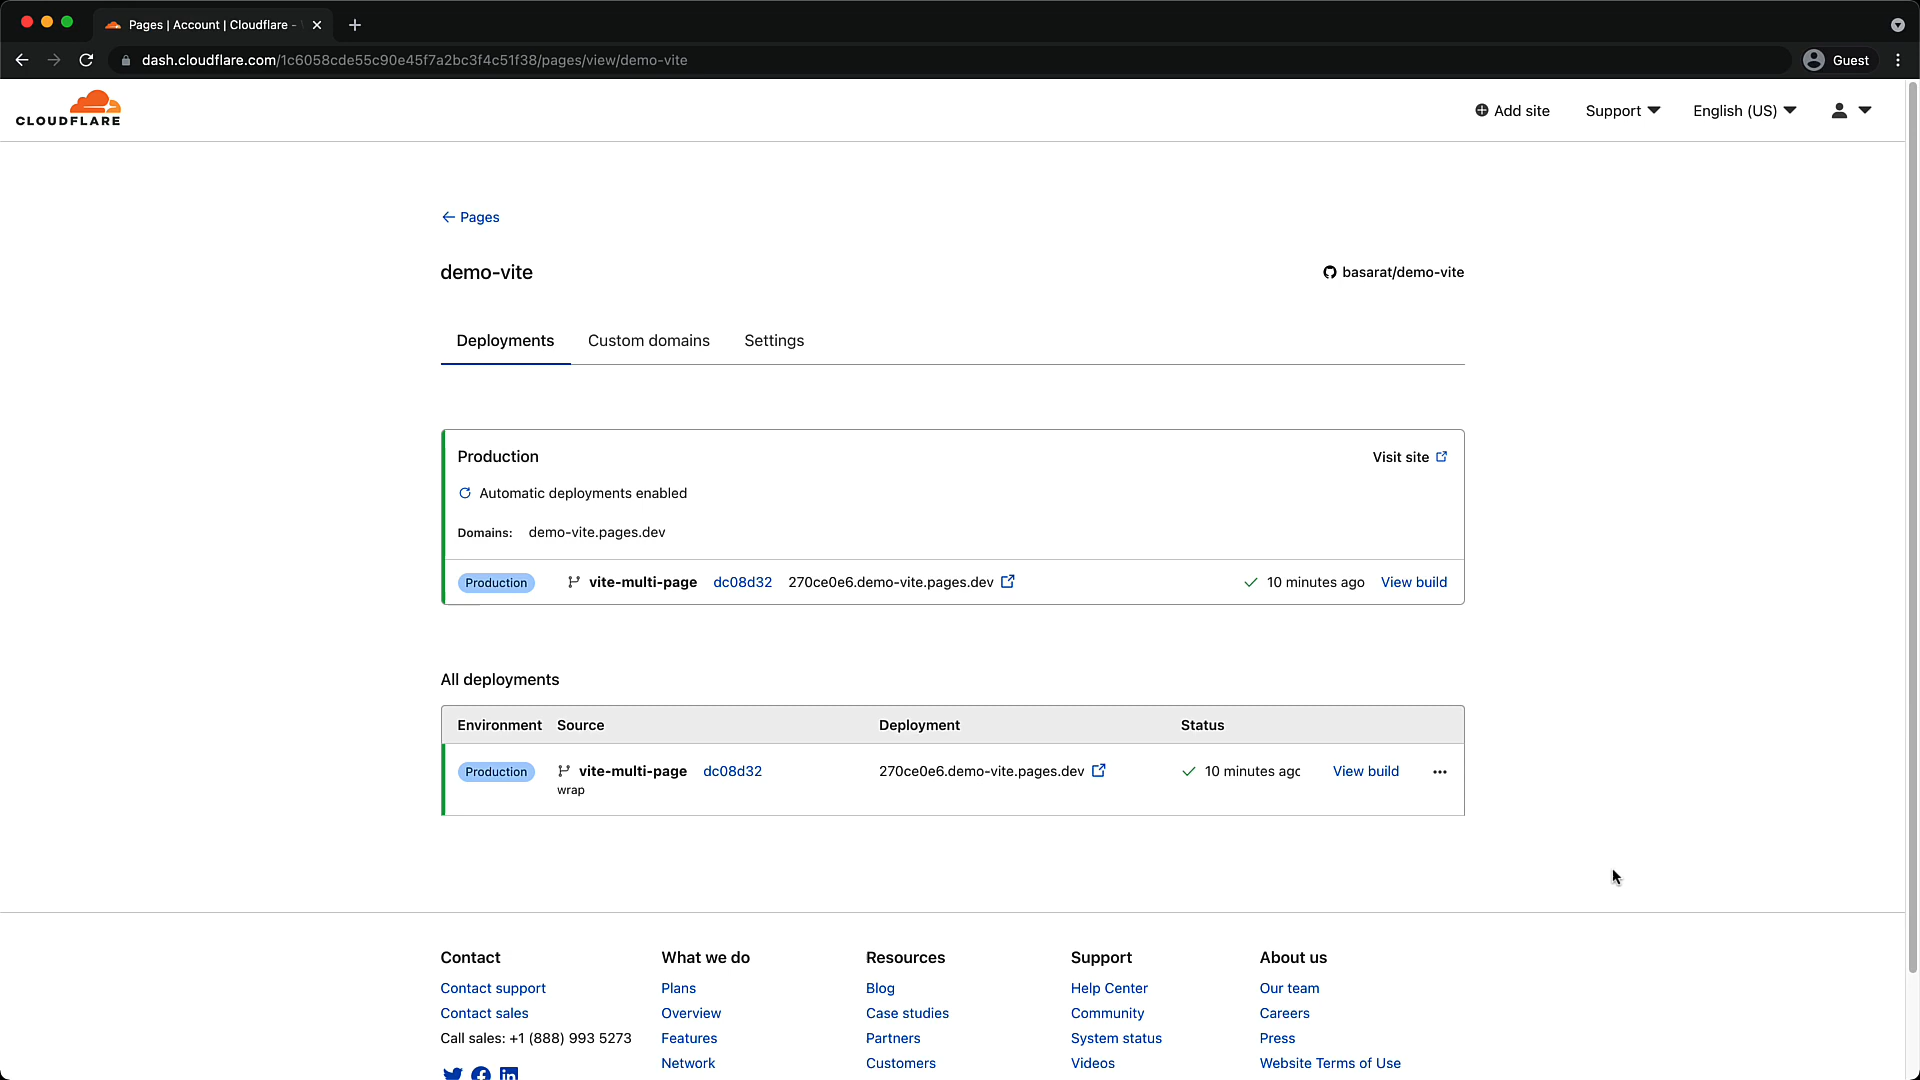 Pages | Account | Cloudflare -
dash.cloudflare.com/1c6058cde55c90e45f7a2bc3f4c51f38/pages/view/demo-vite
Guest
CLOUDFLARE
Add site
Support
English (US)
Pages
demo-vite
basarat/demo-vite
Deployments
Custom domains
Settings
Production
Visit site
Automatic deployments enabled
Domains: demo-vite.pages.dev
Production vite-multi-page dc08d32 270ce0e6.demo-vite.pages.dev 10 minutes ago View build
All deployments
Environment Source Deployment Status
Production vite-multi-page dc08d32 270ce0e6.demo-vite.pages.dev 10 minutes ago View build
wrap
Contact What we do Resources Support About us
Contact support Plans Blog Help Center Our team
Contact sales Overview Case studies Community Careers
Call sales: +1 (888) 993 5273 Features Partners System status Press
Network Customers Videos Website Terms of Use